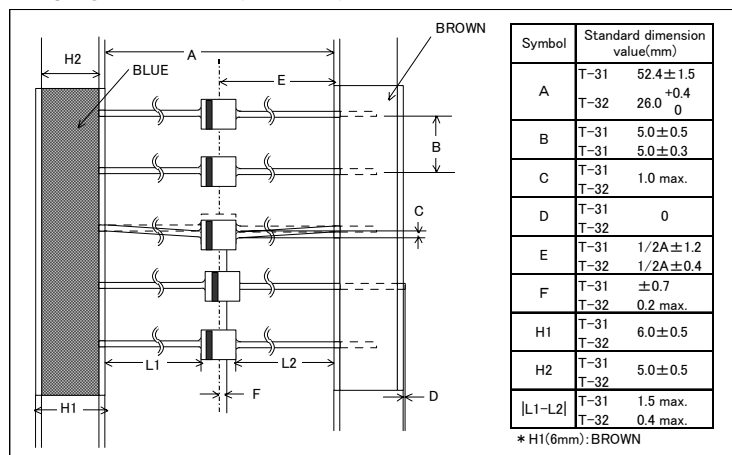 BROWN
A
H2
BLUE
E
B
C
L1
L2
F
D
H1
Symbol Standard dimension value(mm)
A T-31 52.4±1.5
T-32 26.0 +0.4 0
B T-31 5.0±0.5
T-31 5.0±0.3
C T-31 T-32 1.0 max.
D T-31 T-32 0
E T-31 1/2A±1.2
T-32 1/2A±0.4
F T-31 ±0.7
T-32 0.2 max.
H1 T-31 T-32 6.0±0.5
H2 T-31 T-32 5.0±0.5
|L1-L2| T-31 1.5 max.
T-32 0.4 max.
* H1(6mm):BROWN